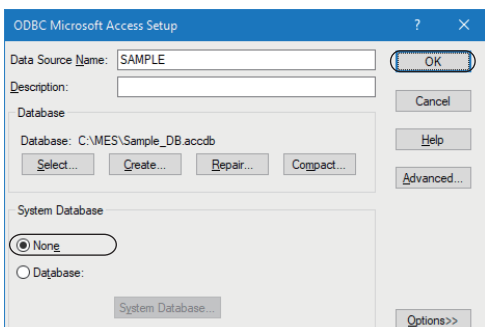 ODBC Microsoft Access Setup ? ×
Data Source Name: SAMPLE
OK
Description:
Cancel
Database
Database: C:\MES\Sample_DB.accdb
Help
Select... Create... Repair... Compact...
Advanced...
System Database
None
Database:
System Database...
Options>>